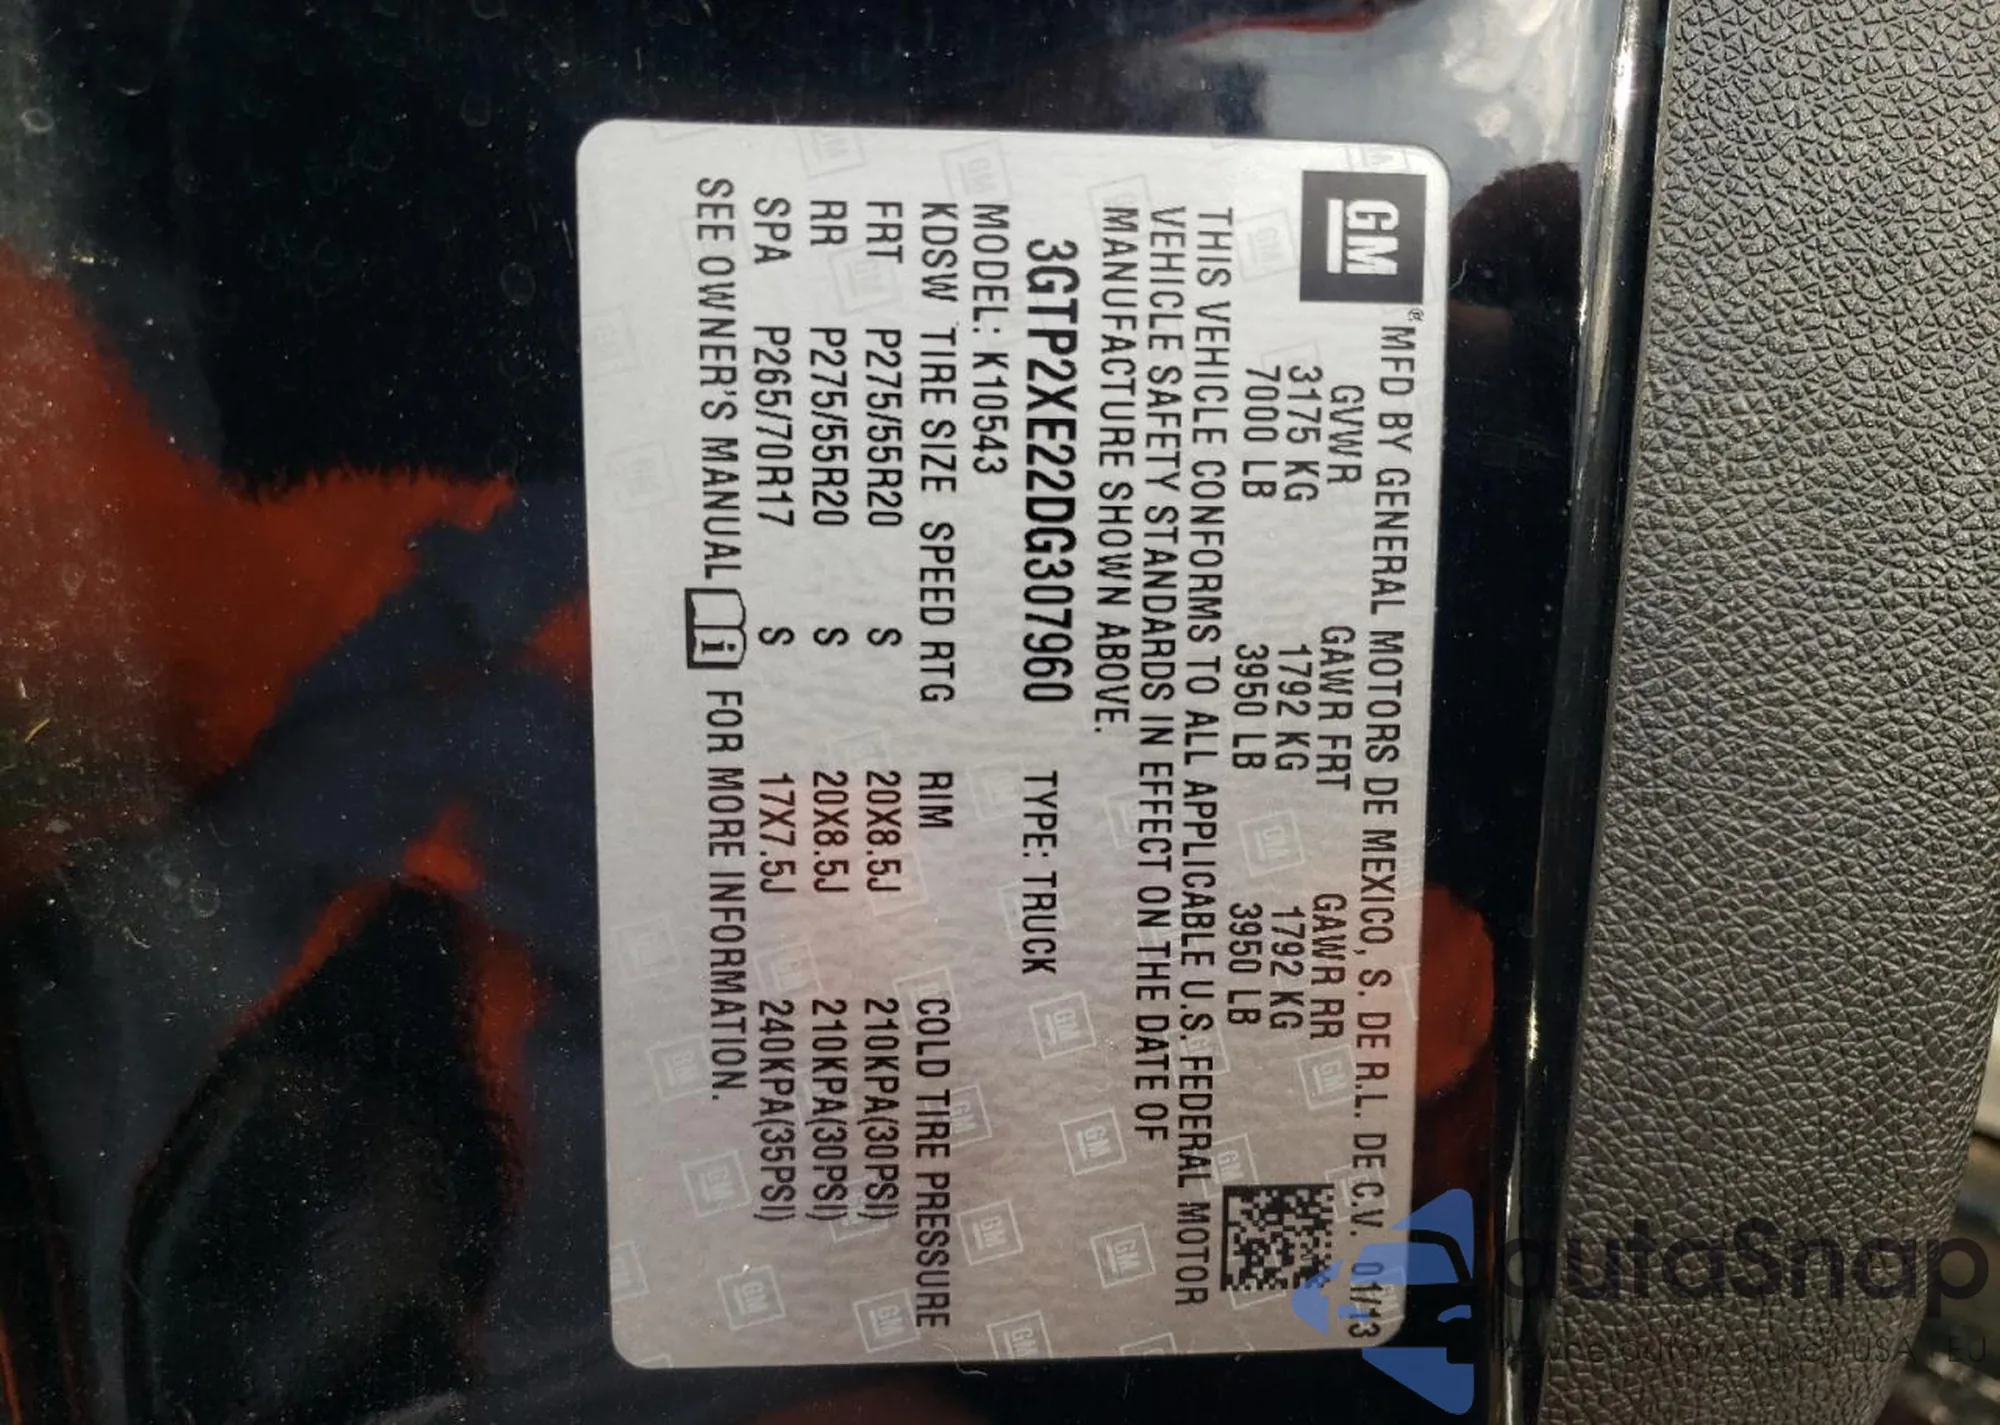 GM
® MFD BY GENERAL MOTORS DE MEXICO, S. DE R.L. DE C.V. 01/13
GVWR GAWR FRT GAWR RR
3175 KG 1792 KG 1792 KG
7000 LB 3950 LB 3950 LB
THIS VEHICLE CONFORMS TO ALL APPLICABLE U.S. FEDERAL MOTOR
VEHICLE SAFETY STANDARDS IN EFFECT ON THE DATE OF
MANUFACTURE SHOWN ABOVE.
3GTP2XE22DG307960 TYPE: TRUCK
MODEL: K10543
KDSW TIRE SIZE SPEED RTG RIM COLD TIRE PRESSURE
FRT P275/55R20 S 20X8.5J 210KPA(30PSI)
RR P275/55R20 S 20X8.5J 210KPA(30PSI)
SPA P265/70R17 S 17X7.5J 240KPA(35PSI)
SEE OWNER'S MANUAL i FOR MORE INFORMATION.
autaSnap